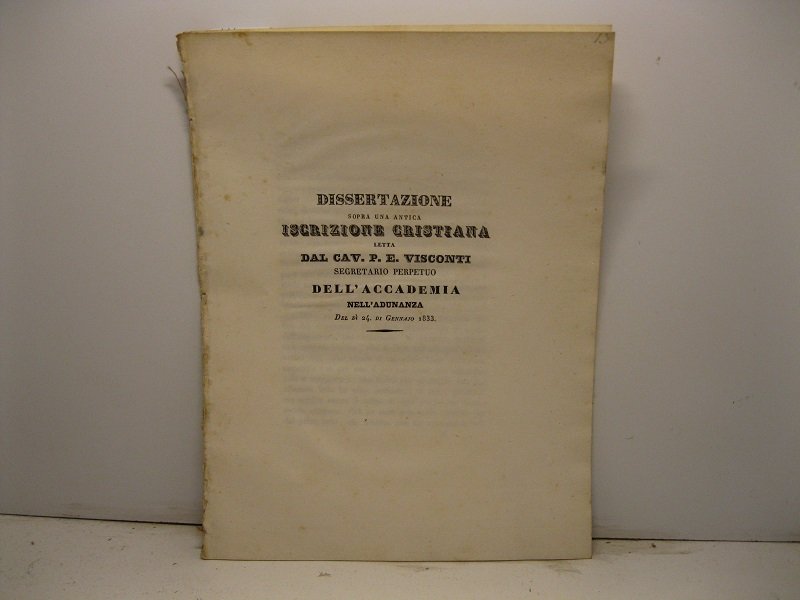 DISSERTAZIONE
SOPRA UNA ANTICA
ISCRIZIONE CRISTIANA
LETTA
DAL CAV. P. E. VISCONTI
SEGRETARIO PERPETUO
DELL'ACCADEMIA
NELL'ADUNANZA
DEL DÌ 24. DI GENNAJO 1833.